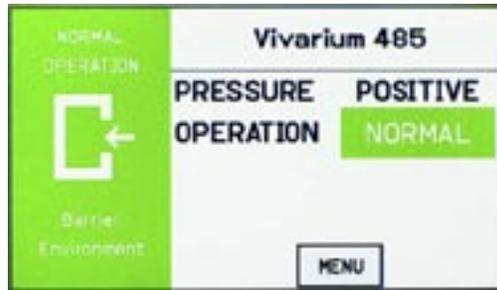 NORMAL
OPERATION
Barrier
Environment
Vivarium 485
PRESSURE POSITIVE
OPERATION NORMAL
MENU